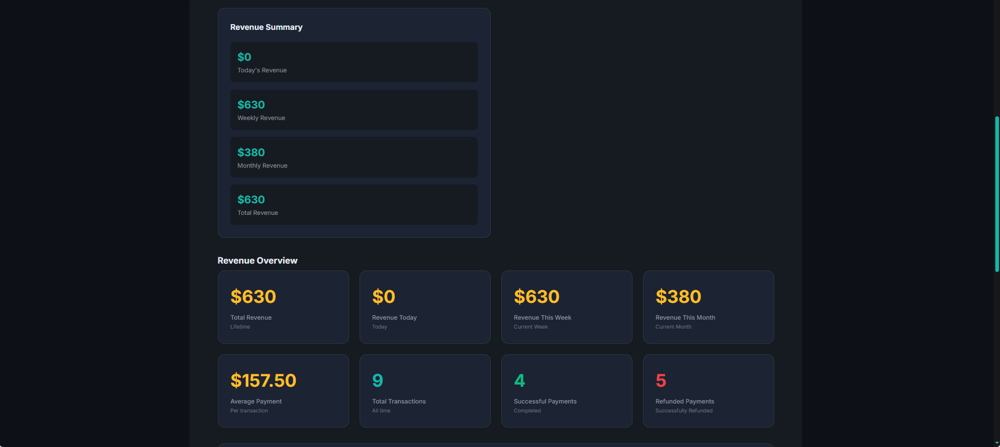 Revenue Summary
$0
Today's Revenue
$630
Weekly Revenue
$380
Monthly Revenue
$630
Total Revenue
Revenue Overview
$630
Total Revenue
Lifetime
$0
Revenue Today
Today
$630
Revenue This Week
Current Week
$380
Revenue This Month
Current Month
$157.50
Average Payment
Per transaction
9
Total Transactions
All time
4
Successful Payments
Completed
5
Refunded Payments
Successfully Refunded